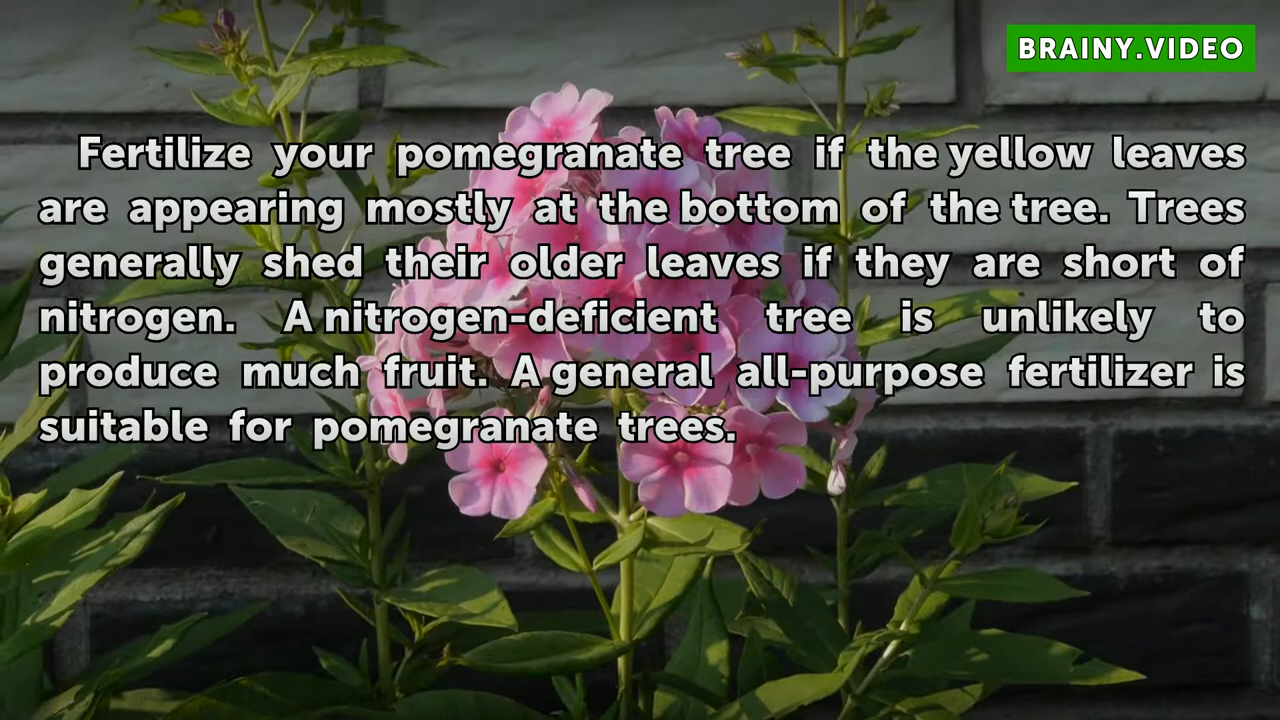 BRAINY.VIDEO
Fertilize your pomegranate tree if the yellow leaves
are appearing mostly at the bottom of the tree. Trees
generally shed their older leaves if they are short of
nitrogen. A nitrogen-deficient tree is unlikely to
produce much fruit. A general all-purpose fertilizer is
suitable for pomegranate trees.